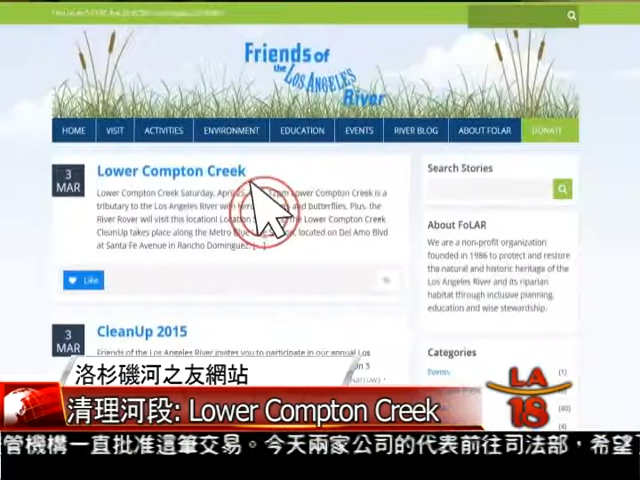 Friends of
the LOS ANGELES
River
HOME VISIT ACTIVITIES ENVIRONMENT EDUCATION EVENTS RIVER BLOG ABOUT FOLAR DONATE
3
MAR
Lower Compton Creek
Lower Compton Creek Saturday, April 12pm Lower Compton Creek is a
tributary to the Los Angeles River with and butterflies. Plus, the
River Rover will visit this location! Lower Compton Creek
CleanUp takes place along the Metro Blue located on Del Amo Blvd
at Santa Fe Avenue in Rancho Dominguez. [...]
Like
Search Stories
About FoLAR
We are a non-profit organization
founded in 1986 to protect and restore
the natural and historic heritage of the
Los Angeles River and its riparian
habitat through inclusive planning,
education and wise stewardship.
3
MAR
CleanUp 2015
Friends of the Los Angeles River invites you to participate in our annual Los
Categories
Events (1)
(40)
洛杉磯河之友網站
清理河段: Lower Compton Creek
LA
18
管機構一直批准這筆交易。今天兩家公司的代表前往司法部，希望